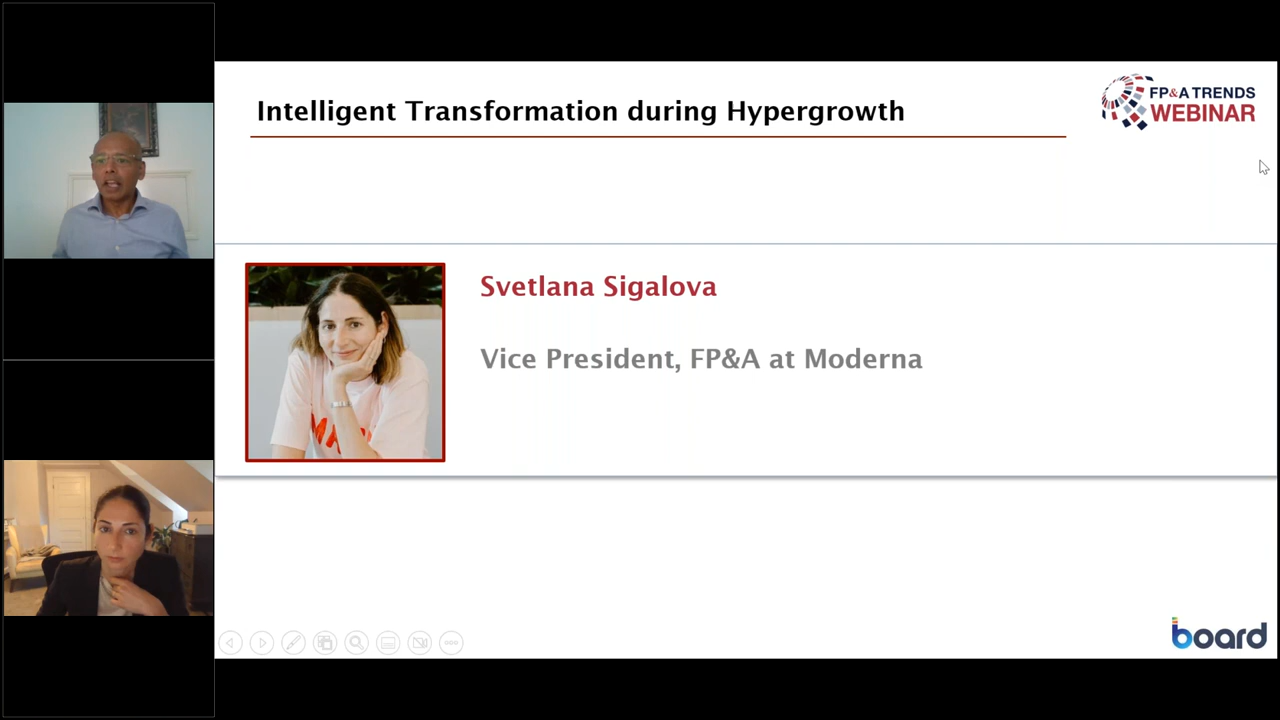 Intelligent Transformation during Hypergrowth
FP&A TRENDS
WEBINAR
Svetlana Sigalova
Vice President, FP&A at Moderna
board